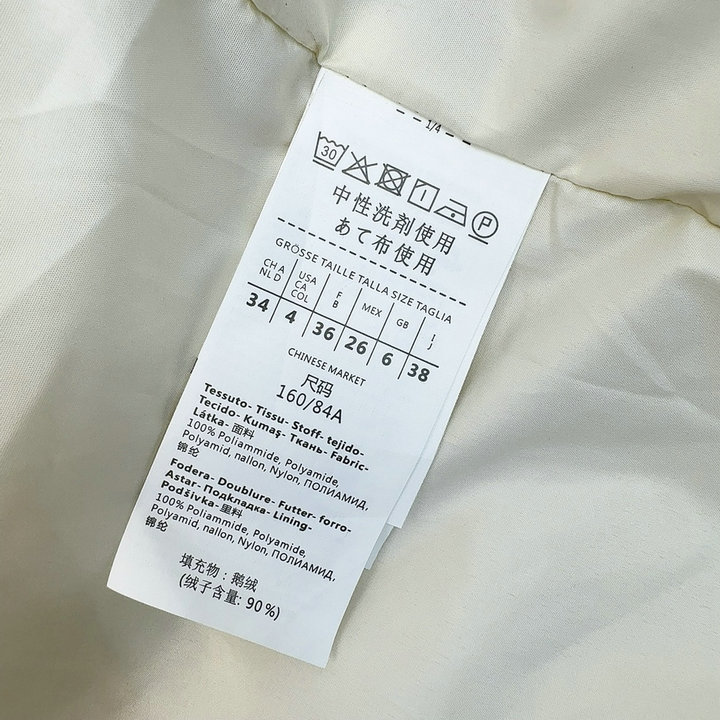 1/4
30 1 P
中性洗剤使用
あて布使用
GRÖSSE TAILLE TALLA SIZE TAGLIA
CH A NL D USA CA COL F B MEX GB I J
34 4 36 26 6 38
CHINESE MARKET
尺码
160/84A
Tessuto- Tissu- Stoff- tejido-
Tecido- Kumaş- Ткань- Fabric-
Látka- 面料
100% Poliammide, Polyamide,
Polyamid, nallon, Nylon, ПОЛИАМИД,
锦纶
Fodera- Doublure- Futter- forro-
Astar- Подкладка- Lining-
Podšívka- 里料
100% Poliammide, Polyamide,
Polyamid, nallon, Nylon, ПОЛИАМИД,
锦纶
填充物：鹅绒
(绒子含量: 90%)